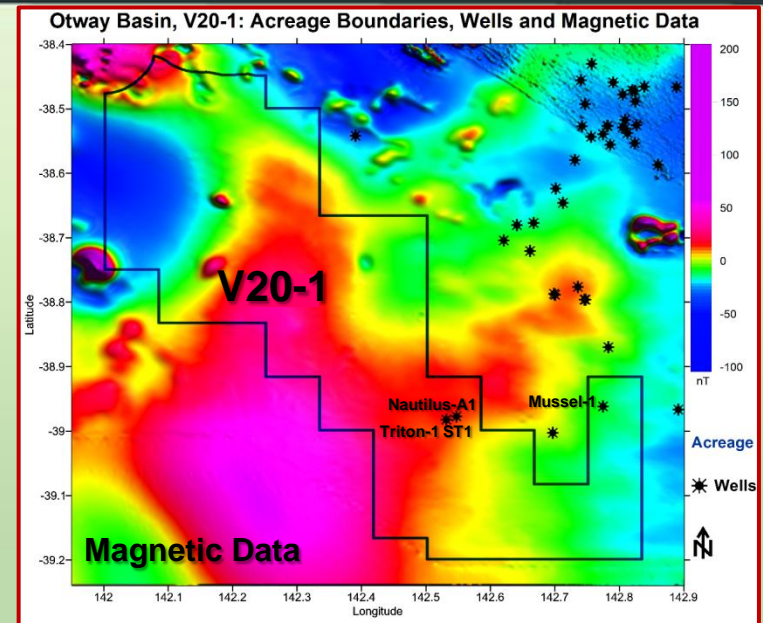 Otway Basin, V20-1: Acreage Boundaries, Wells and Magnetic Data
-38.4
-38.5
-38.6
-38.7
-38.8
-38.9
-39
-39.1
-39.2
Latitude
142
142.1
142.2
142.3
142.4
142.5
142.6
142.7
142.8
142.9
Longitude
V20-1
Nautilus-A1
Triton-1 ST1
Mussel-1
Magnetic Data
200
150
100
50
0
-50
-100
nT
Acreage
Wells
N